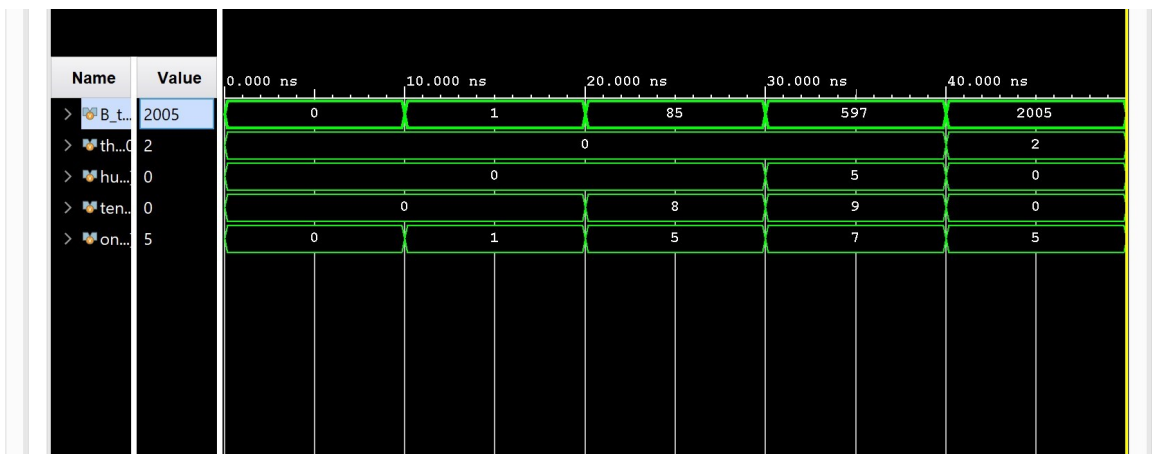 Name Value 0.000 ns 10.000 ns 20.000 ns 30.000 ns 40.000 ns
B_t... 2005 0 1 85 597 2005
th...0 2 0 2
hu...] 0 0 5 0
ten... 0 0 8 9 0
on...] 5 0 1 5 7 5